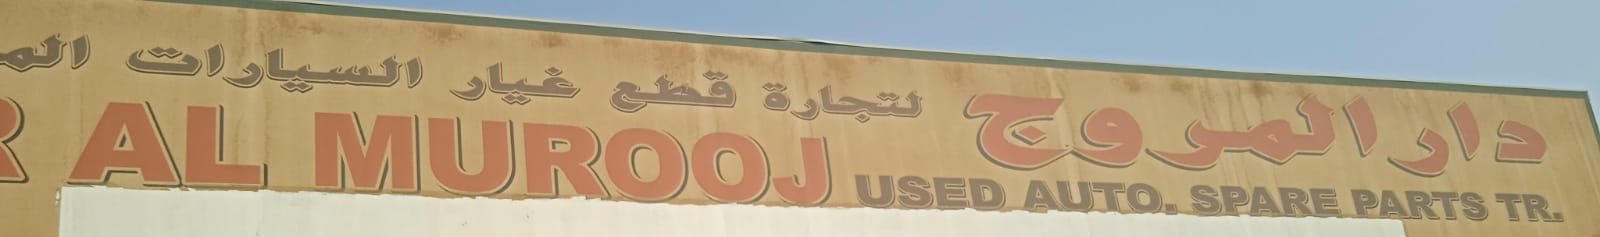 دار المروج لتجارة قطع غيار السيارات
AL MUROOJ USED AUTO. SPARE PARTS TR.